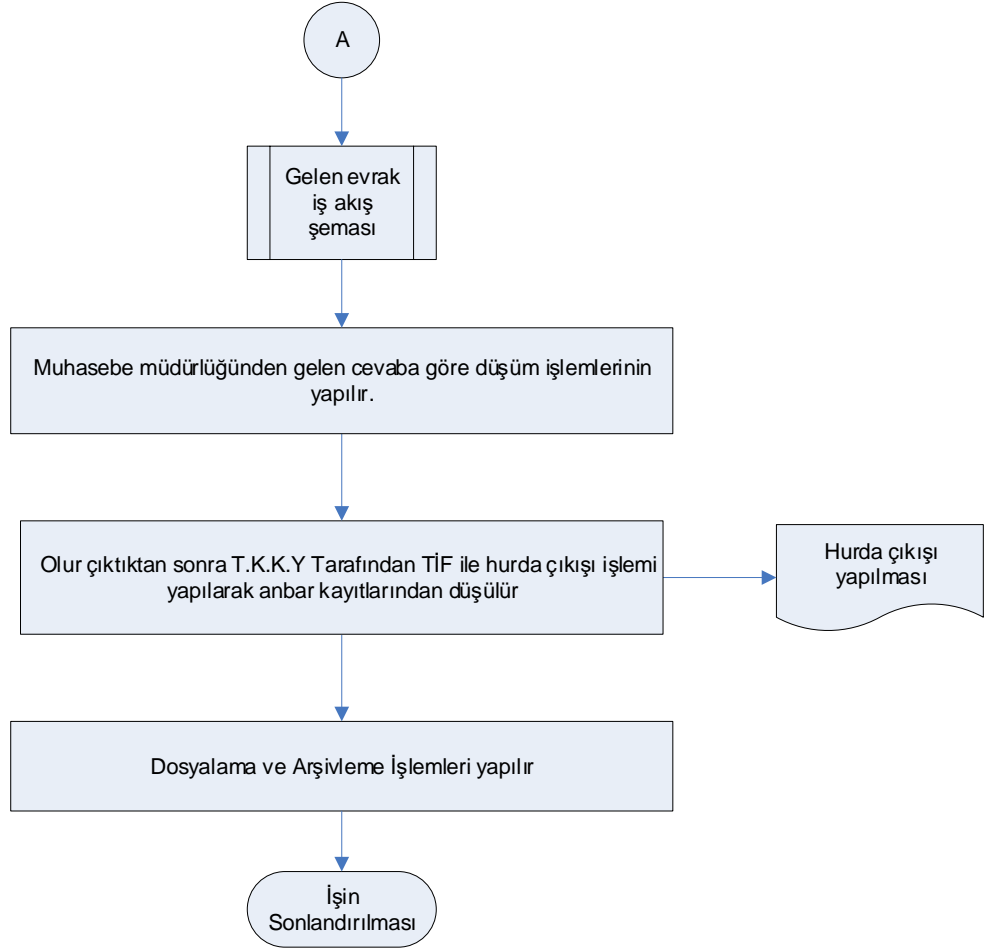 A
Gelen evrak
iş akış
şeması
Muhasebe müdürlüğünden gelen cevaba göre düşüm işlemlerinin
yapılır.
Olur çıktıktan sonra T.K.K.Y Tarafından TİF ile hurda çıkışı işlemi
yapılarak anbar kayıtlarından düşülür
Hurda çıkışı
yapılması
Dosyalama ve Arşivleme İşlemleri yapılır
İşin
Sonlandırılması